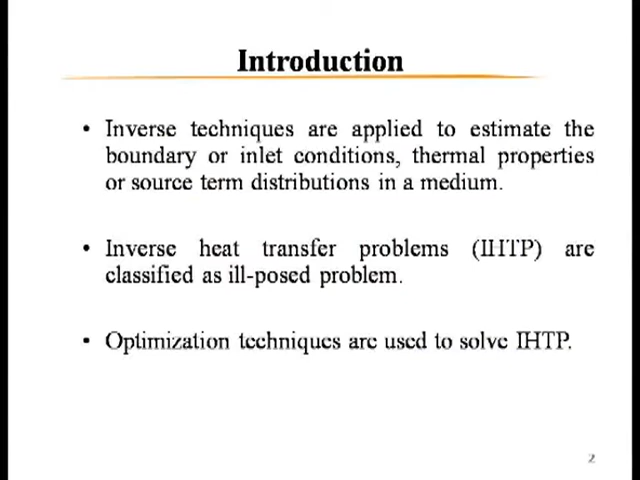 Introduction
• Inverse techniques are applied to estimate the
boundary or inlet conditions, thermal properties
or source term distributions in a medium.
• Inverse heat transfer problems (IHTP) are
classified as ill-posed problem.
• Optimization techniques are used to solve IHTP.
2